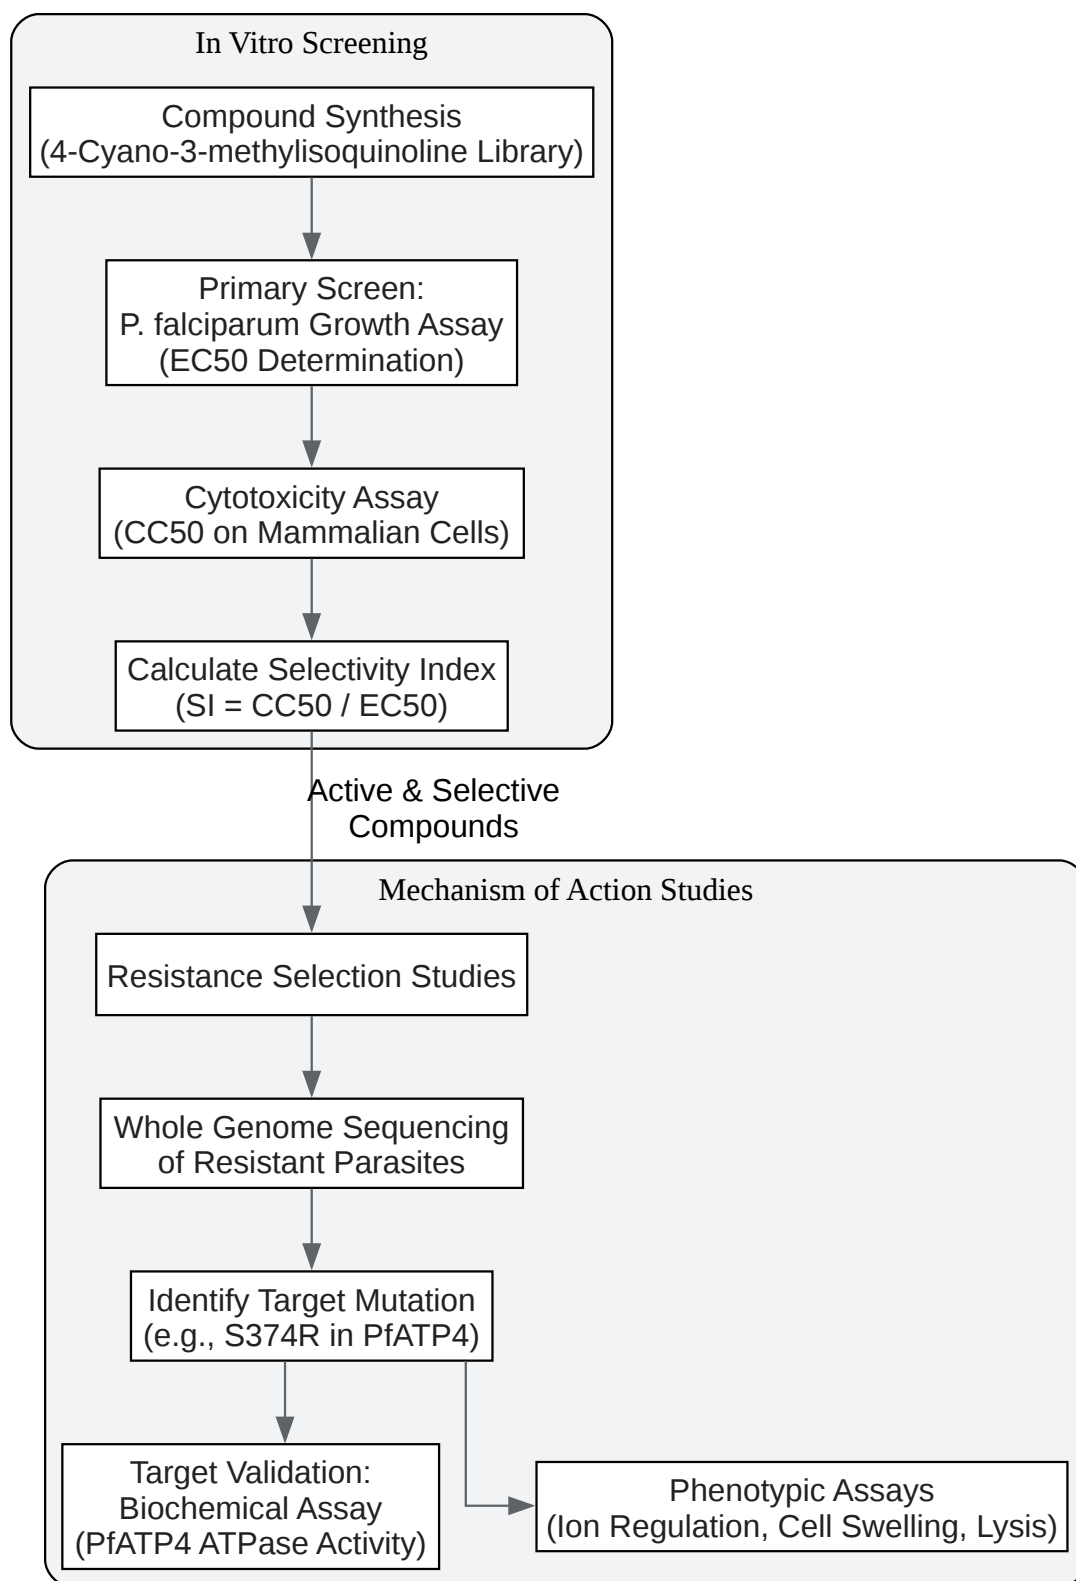 In Vitro Screening
Compound Synthesis
(4-Cyano-3-methylisoquinoline Library)
Primary Screen:
P. falciparum Growth Assay
(EC50 Determination)
Cytotoxicity Assay
(CC50 on Mammalian Cells)
Calculate Selectivity Index
(SI = CC50 / EC50)
Active & Selective
Compounds
Mechanism of Action Studies
Resistance Selection Studies
Whole Genome Sequencing
of Resistant Parasites
Identify Target Mutation
(e.g., S374R in PfATP4)
Target Validation:
Biochemical Assay
(PfATP4 ATPase Activity)
Phenotypic Assays
(Ion Regulation, Cell Swelling, Lysis)